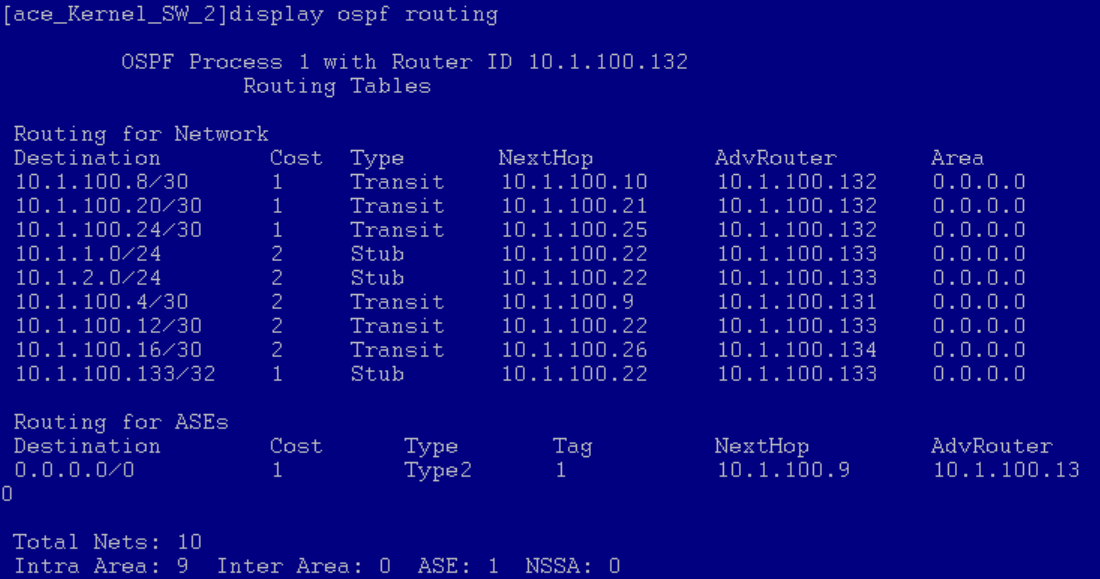 [ace_Kernel_SW_2]display ospf routing
OSPF Process 1 with Router ID 10.1.100.132
Routing Tables
Routing for Network
Destination Cost Type NextHop AdvRouter Area
10.1.100.8/30 1 Transit 10.1.100.10 10.1.100.132 0.0.0.0
10.1.100.20/30 1 Transit 10.1.100.21 10.1.100.132 0.0.0.0
10.1.100.24/30 1 Transit 10.1.100.25 10.1.100.132 0.0.0.0
10.1.1.0/24 2 Stub 10.1.100.22 10.1.100.133 0.0.0.0
10.1.2.0/24 2 Stub 10.1.100.22 10.1.100.133 0.0.0.0
10.1.100.4/30 2 Transit 10.1.100.9 10.1.100.131 0.0.0.0
10.1.100.12/30 2 Transit 10.1.100.22 10.1.100.133 0.0.0.0
10.1.100.16/30 2 Transit 10.1.100.26 10.1.100.134 0.0.0.0
10.1.100.133/32 1 Stub 10.1.100.22 10.1.100.133 0.0.0.0
Routing for ASEs
Destination Cost Type Tag NextHop AdvRouter
0.0.0.0/0 1 Type2 1 10.1.100.9 10.1.100.13
0
Total Nets: 10
Intra Area: 9 Inter Area: 0 ASE: 1 NSSA: 0